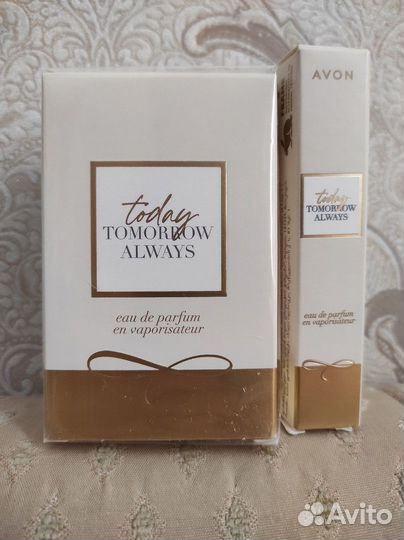 today
TOMORROW
ALWAYS
eau de parfum
en vaporisateur
AVON
today
TOMORROW
ALWAYS
eau de parfum
en vaporisateur
Avito